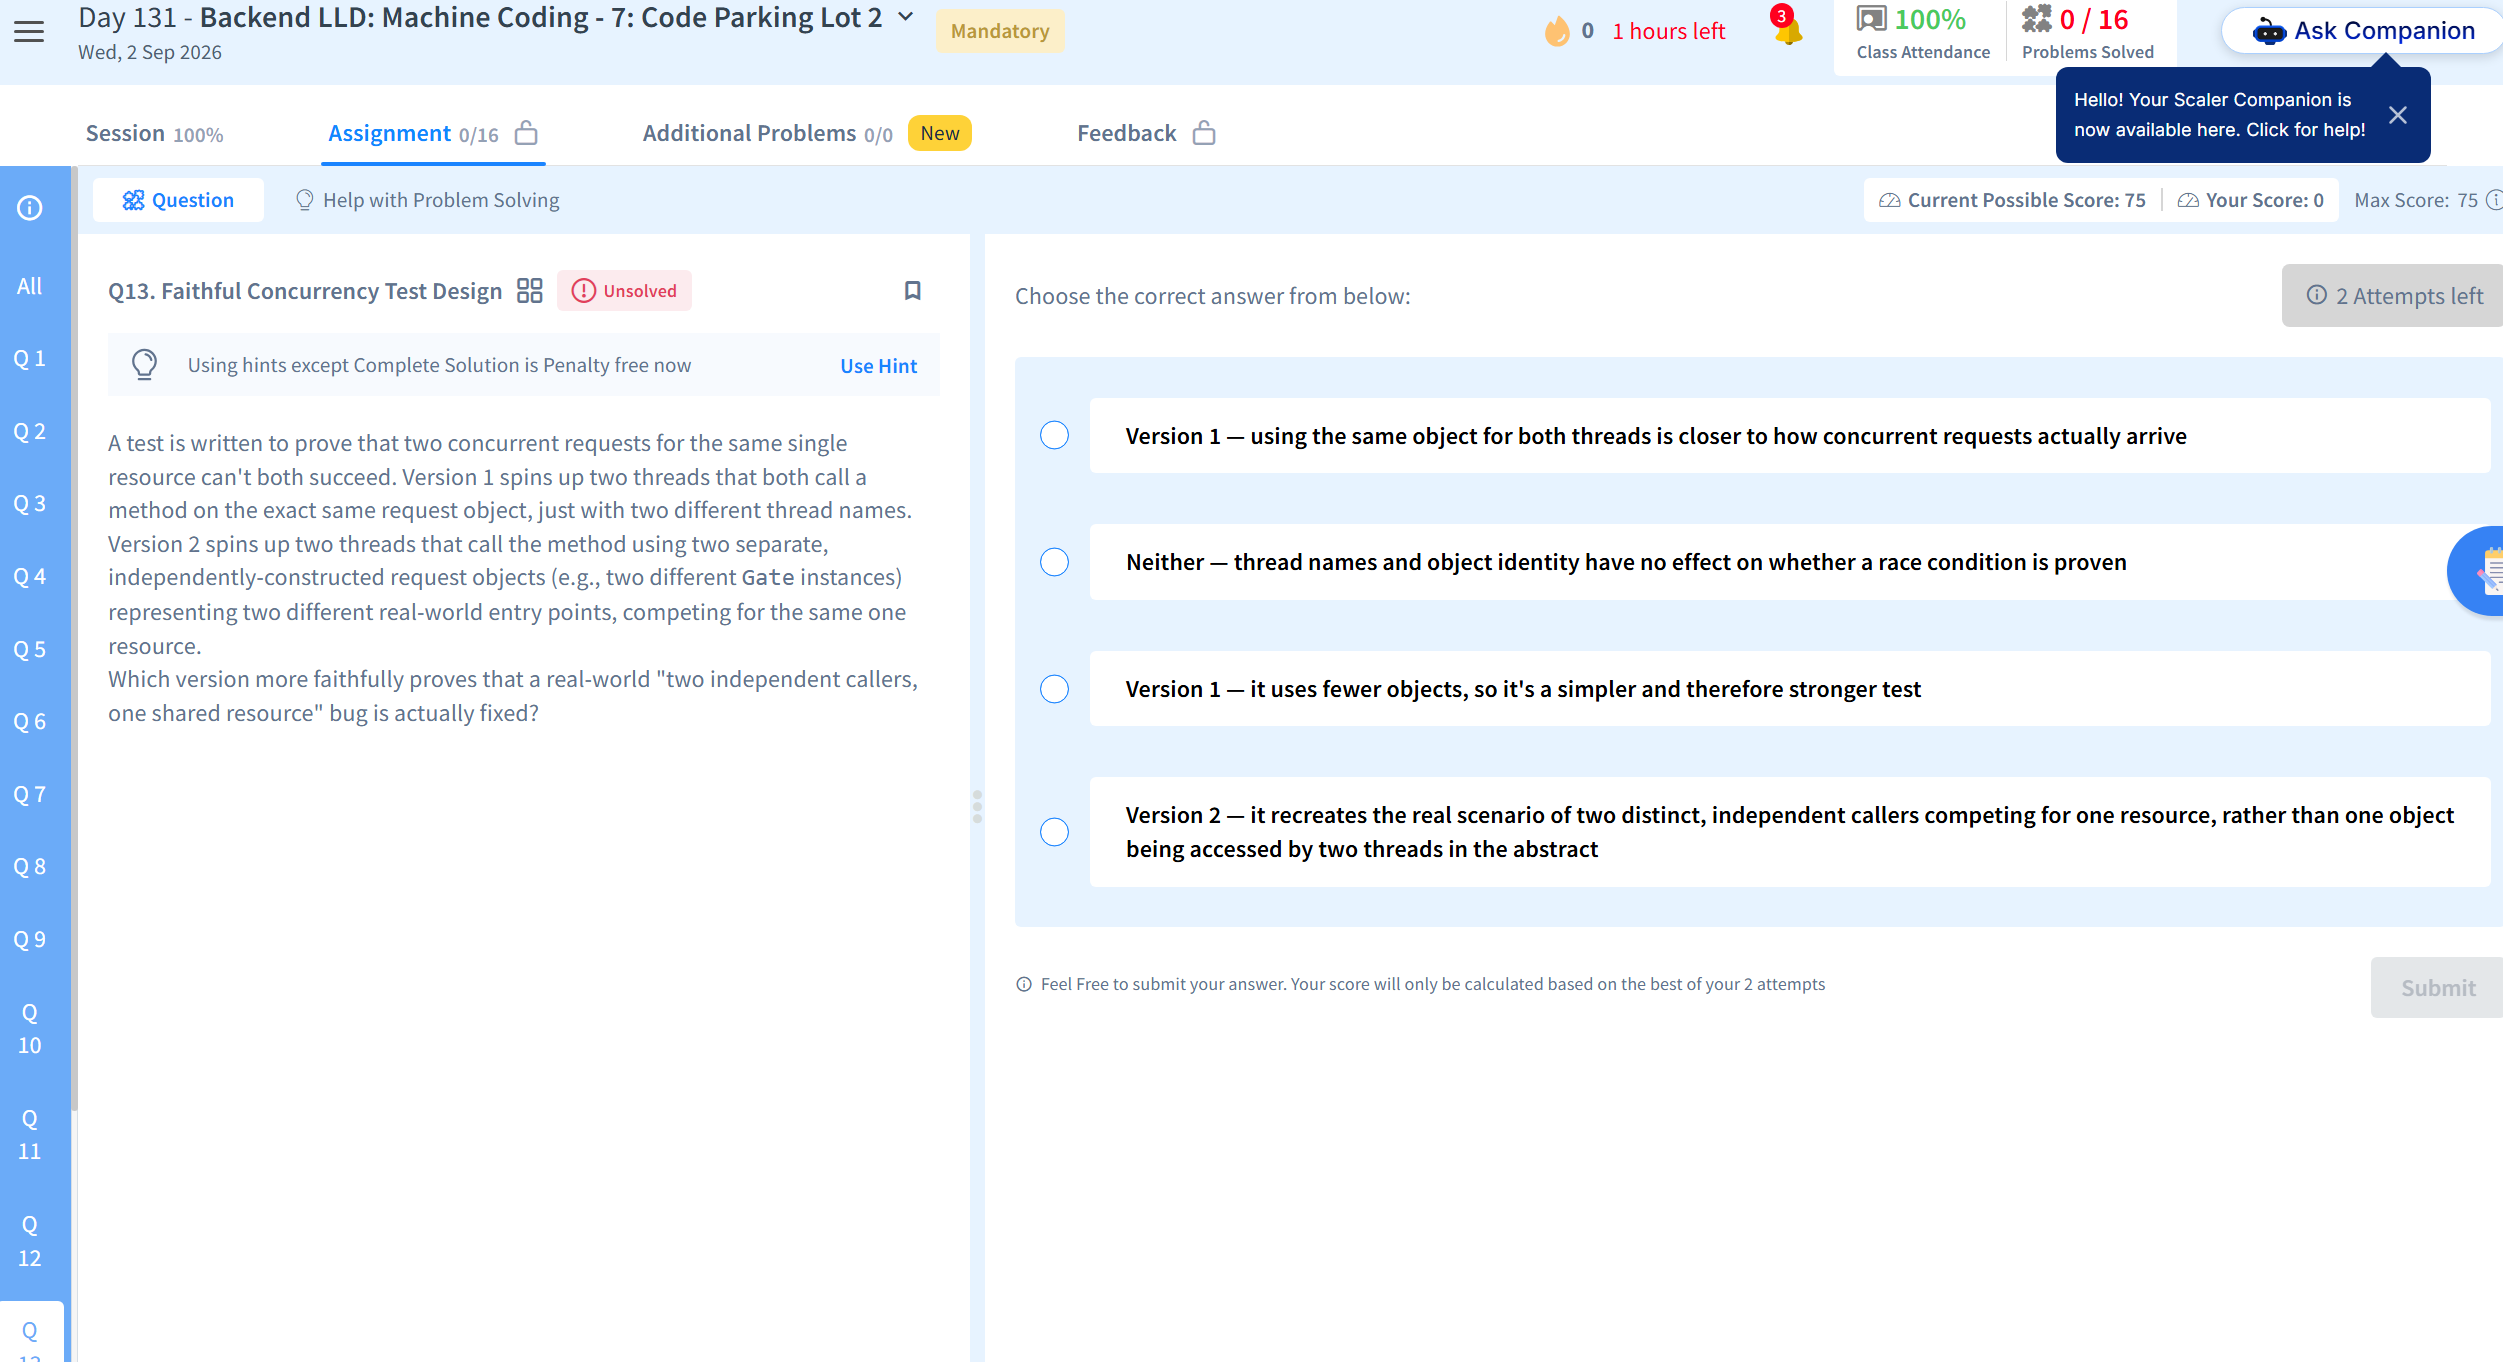 Day 131 - Backend LLD: Machine Coding - 7: Code Parking Lot 2
Wed, 2 Sep 2026
Mandatory
0
1 hours left
3
100%
Class Attendance
0 / 16
Problems Solved
Ask Companion
Hello! Your Scaler Companion is
now available here. Click for help!
Session 100%
Assignment 0/16
Additional Problems 0/0
New
Feedback
Question
Help with Problem Solving
Current Possible Score: 75
Your Score: 0
Max Score: 75
All
Q 1
Q 2
Q 3
Q 4
Q 5
Q 6
Q 7
Q 8
Q 9
Q
10
Q
11
Q
12
Q
Q13. Faithful Concurrency Test Design
Unsolved
Using hints except Complete Solution is Penalty free now
Use Hint
A test is written to prove that two concurrent requests for the same single
resource can't both succeed. Version 1 spins up two threads that both call a
method on the exact same request object, just with two different thread names.
Version 2 spins up two threads that call the method using two separate,
independently-constructed request objects (e.g., two different Gate instances)
representing two different real-world entry points, competing for the same one
resource.
Which version more faithfully proves that a real-world "two independent callers,
one shared resource" bug is actually fixed?
Choose the correct answer from below:
2 Attempts left
Version 1 — using the same object for both threads is closer to how concurrent requests actually arrive
Neither — thread names and object identity have no effect on whether a race condition is proven
Version 1 — it uses fewer objects, so it's a simpler and therefore stronger test
Version 2 — it recreates the real scenario of two distinct, independent callers competing for one resource, rather than one object
being accessed by two threads in the abstract
Feel Free to submit your answer. Your score will only be calculated based on the best of your 2 attempts
Submit